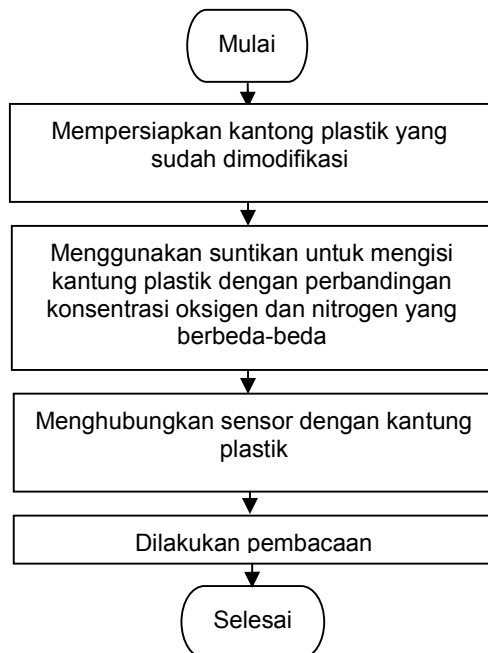 Mulai
Mempersiapkan kantong plastik yang
sudah dimodifikasi
Menggunakan suntikan untuk mengisi
kantung plastik dengan perbandingan
konsentrasi oksigen dan nitrogen yang
berbeda-beda
Menghubungkan sensor dengan kantung
plastik
Dilakukan pembacaan
Selesai